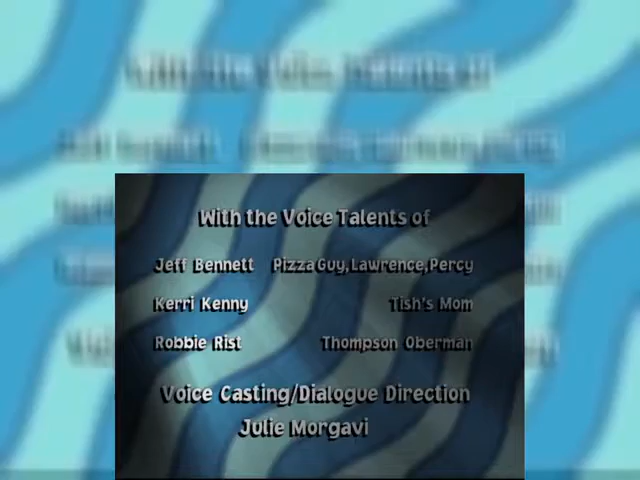 With the Voice Talents of
Jeff Bennett Pizza Guy, Lawrence, Percy
Kerri Kenny Tish's Mom
Robbie Rist Thompson Oberman
Voice Casting/Dialogue Direction
Julie Morgavi